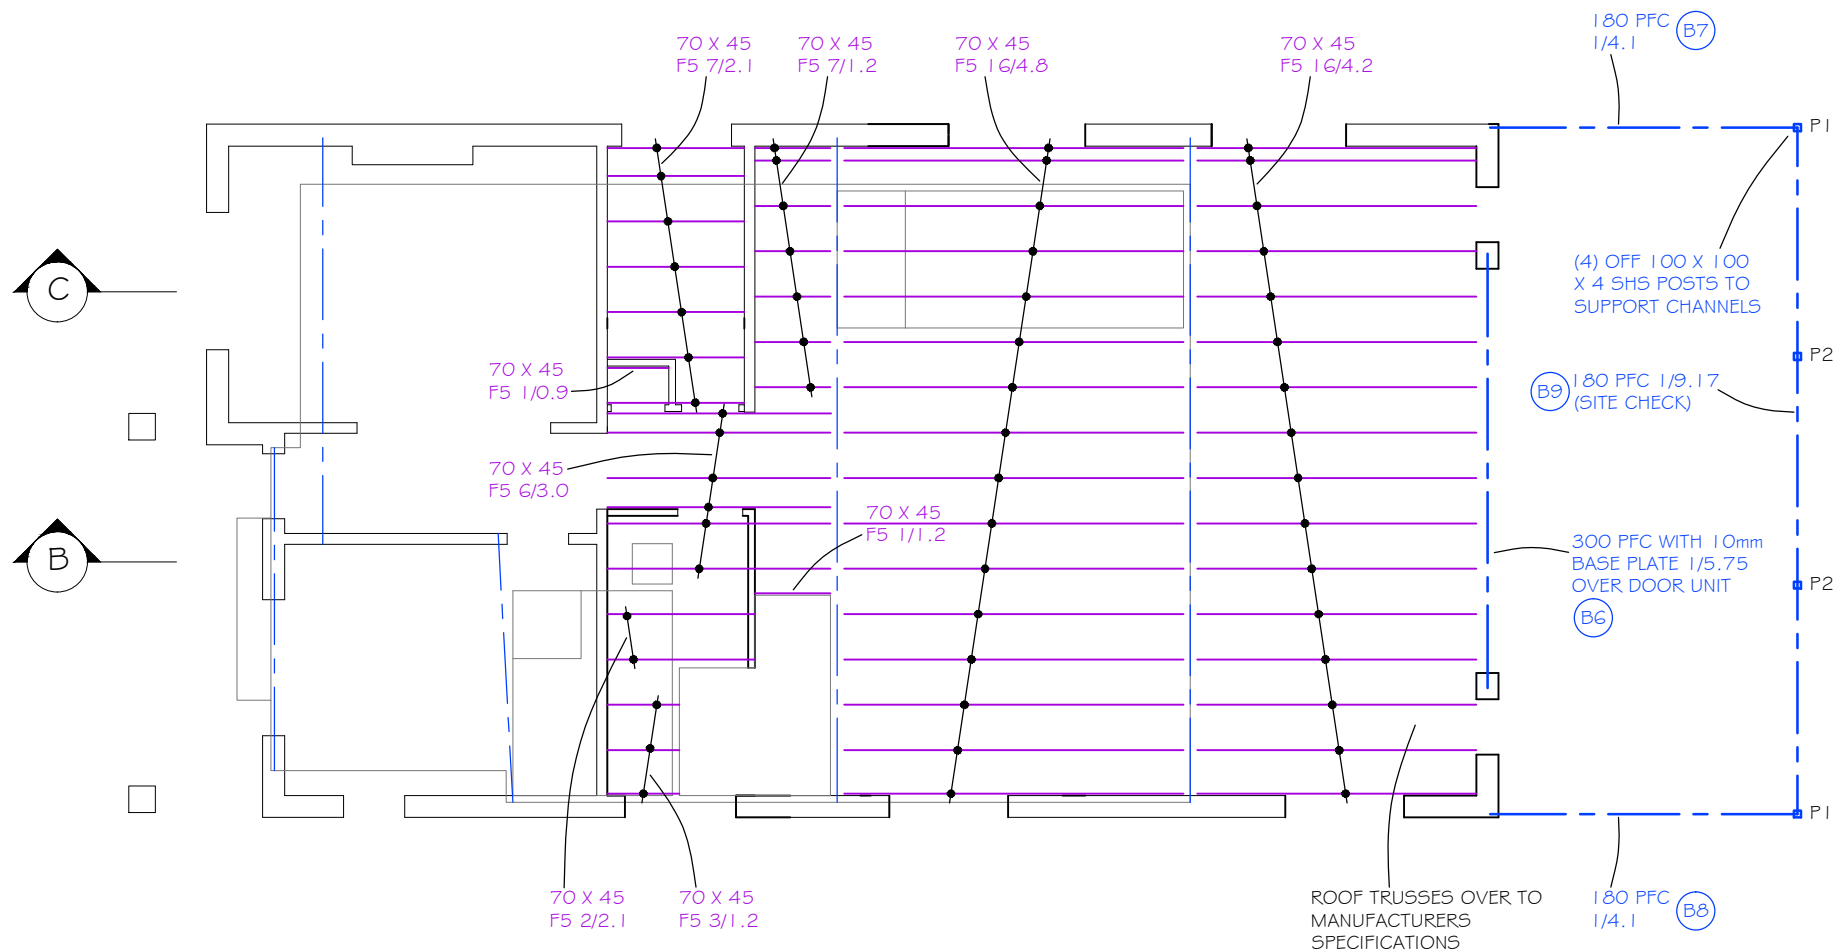 180 PFC
1/4.1
B7
70 X 45
F5 7/2.1
70 X 45
F5 7/1.2
70 X 45
F5 16/4.8
70 X 45
F5 16/4.2
P1
C
(4) OFF 100 X 100
X 4 SHS POSTS TO
SUPPORT CHANNELS
P2
70 X 45
F5 1/0.9
B9
180 PFC 1/9.17
(SITE CHECK)
70 X 45
F5 6/3.0
70 X 45
F5 1/1.2
B
300 PFC WITH 10mm
BASE PLATE 1/5.75
OVER DOOR UNIT
B6
P2
P1
70 X 45
F5 2/2.1
70 X 45
F5 3/1.2
ROOF TRUSSES OVER TO
MANUFACTURERS
SPECIFICATIONS
180 PFC
1/4.1
B8